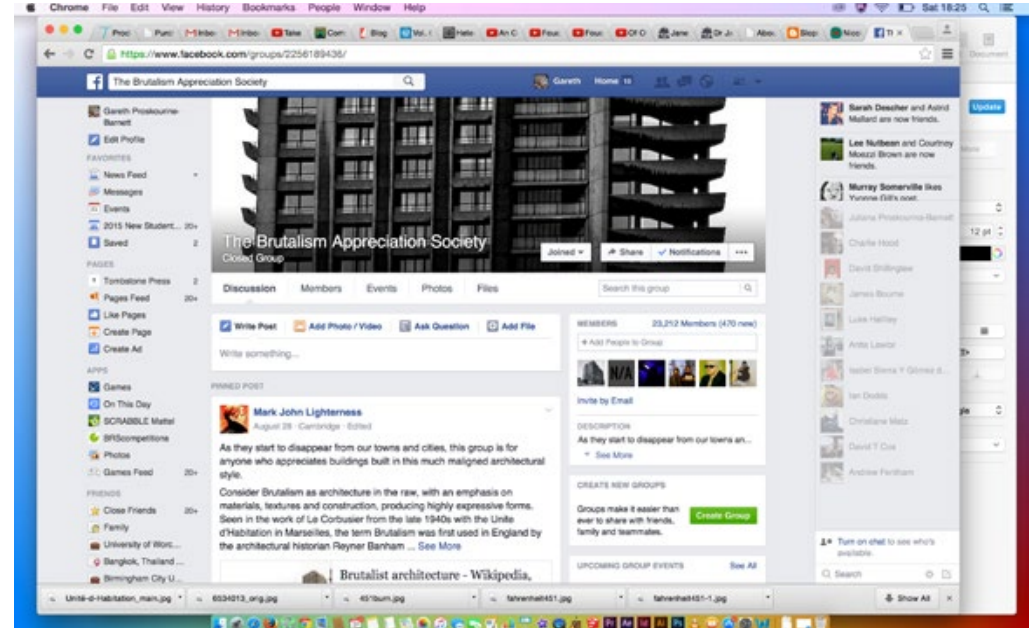 Chrome File Edit View History Bookmarks People Window Help
Sat 18:25
https://www.facebook.com/groups/2256189436/
The Brutalism Appreciation Society
Gareth Home
Gareth Proskourine-
Barnett
Edit Profile
FAVORITES
News Feed
Messages
Events
2015 New Student... 20+
Saved 2
PAGES
Tombstone Press 2
Pages Feed 20+
Like Pages
Create Page
Create Ad
APPS
Games
On This Day
SCRABBLE Mattel
BRScompetitions
Photos
Games Feed 20+
FRIENDS
Close Friends 20+
Family
University of Worc...
Bangkok, Thailand ...
Birmingham City U...
The Brutalism Appreciation Society
Closed Group
Joined
Share
Notifications
Discussion Members Events Photos Files
Search this group
Write Post Add Photo / Video Ask Question Add File
Write something...
PINNED POST
Mark John Lighterness
August 28 · Cambridge · Edited
As they start to disappear from our towns and cities, this group is for
anyone who appreciates buildings built in this much maligned architectural
style.
Consider Brutalism as architecture in the raw, with an emphasis on
materials, textures and construction, producing highly expressive forms.
Seen in the work of Le Corbusier from the late 1940s with the Unite
d'Habitation in Marseilles, the term Brutalism was first used in England by
the architectural historian Reyner Banham ... See More
Brutalist architecture - Wikipedia,
MEMBERS 23,212 Members (470 new)
+ Add People to Group
N/A
Invite by Email
DESCRIPTION
As they start to disappear from our towns an...
See More
CREATE NEW GROUPS
Groups make it easier than
ever to share with friends,
family and teammates.
Create Group
UPCOMING GROUP EVENTS See All
Sarah Descher and Astrid
Mallard are now friends.
Lee Nutbean and Courtney
Moezzi Brown are now
friends.
Murray Somerville likes
Yvonne Gill's post.
Juliana Proskourine-Barnett
Charlie Hood
David Shillinglaw
James Bourne
Luke Halliley
Anita Lawlor
Ian Dodds
Christiane Matz
David Y Cox
Andrew Fentham
Turn on chat to see who's
available.
Search
Document
Update
12 pt
Unité-d-Habitation_main.jpg
6034013_orig.jpg
451burn.jpg
fahrenheit451.jpg
fahrenheit451-1.jpg
Show All